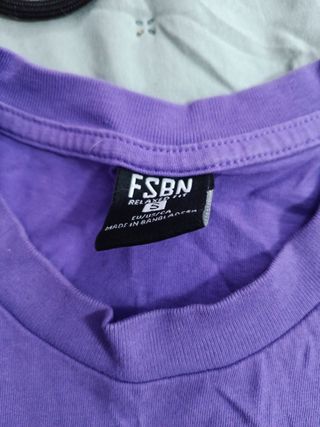 FSBN
RELAXED FIT
S
EU/US/CA
MADE IN BANGLADESH